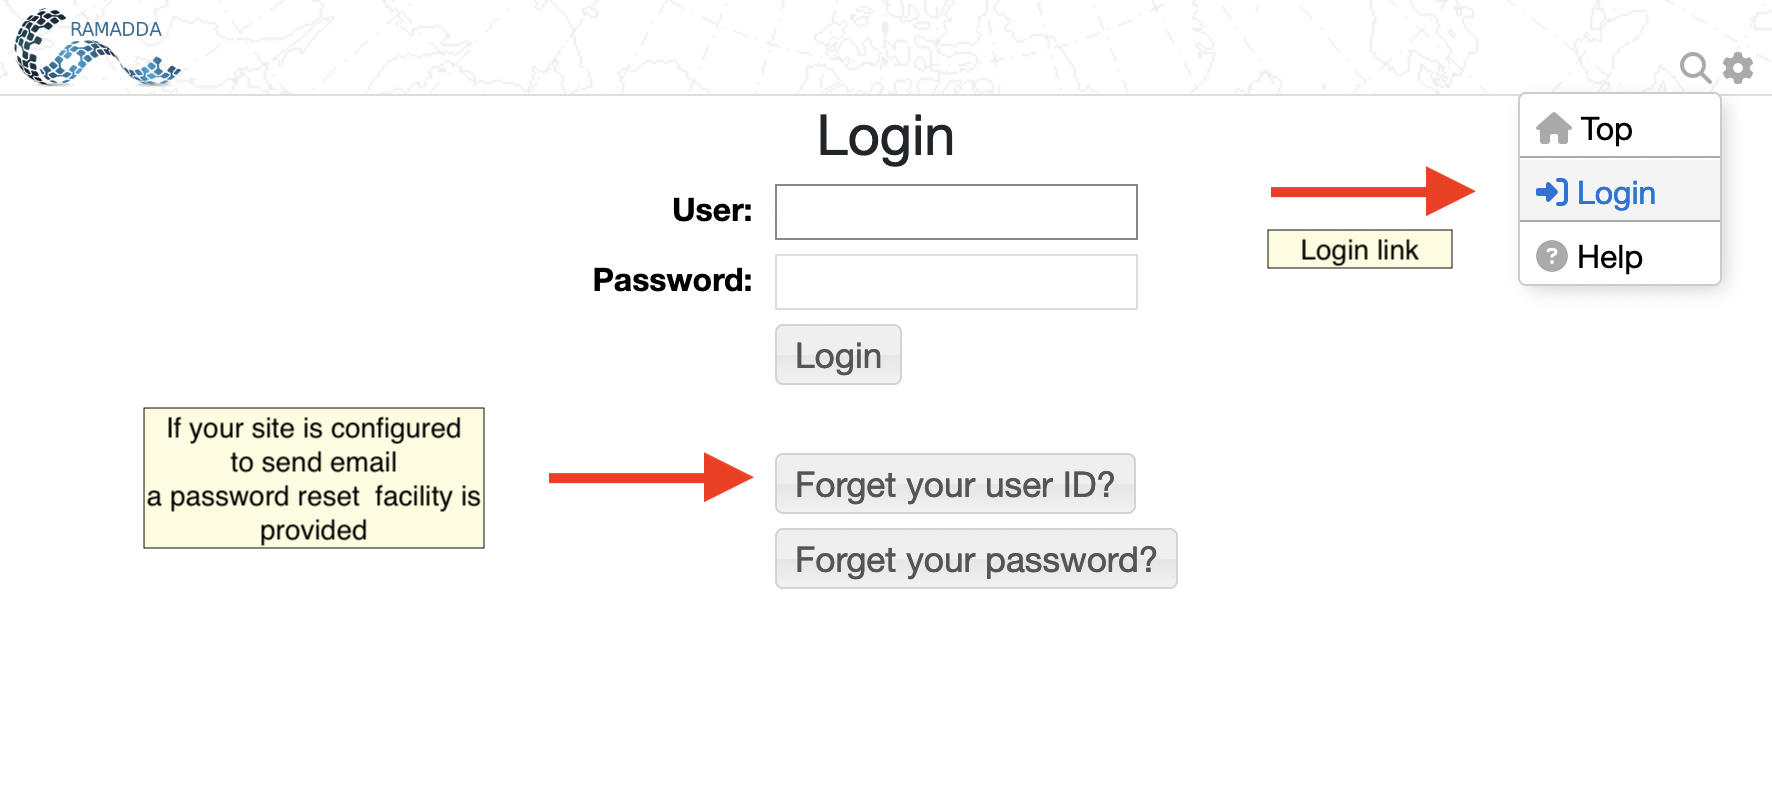 RAMADDA
Login
User:
Password:
Login
Forget your user ID?
Forget your password?
If your site is configured
to send email
a password reset  facility is
provided
Login link
Top
Login
? Help